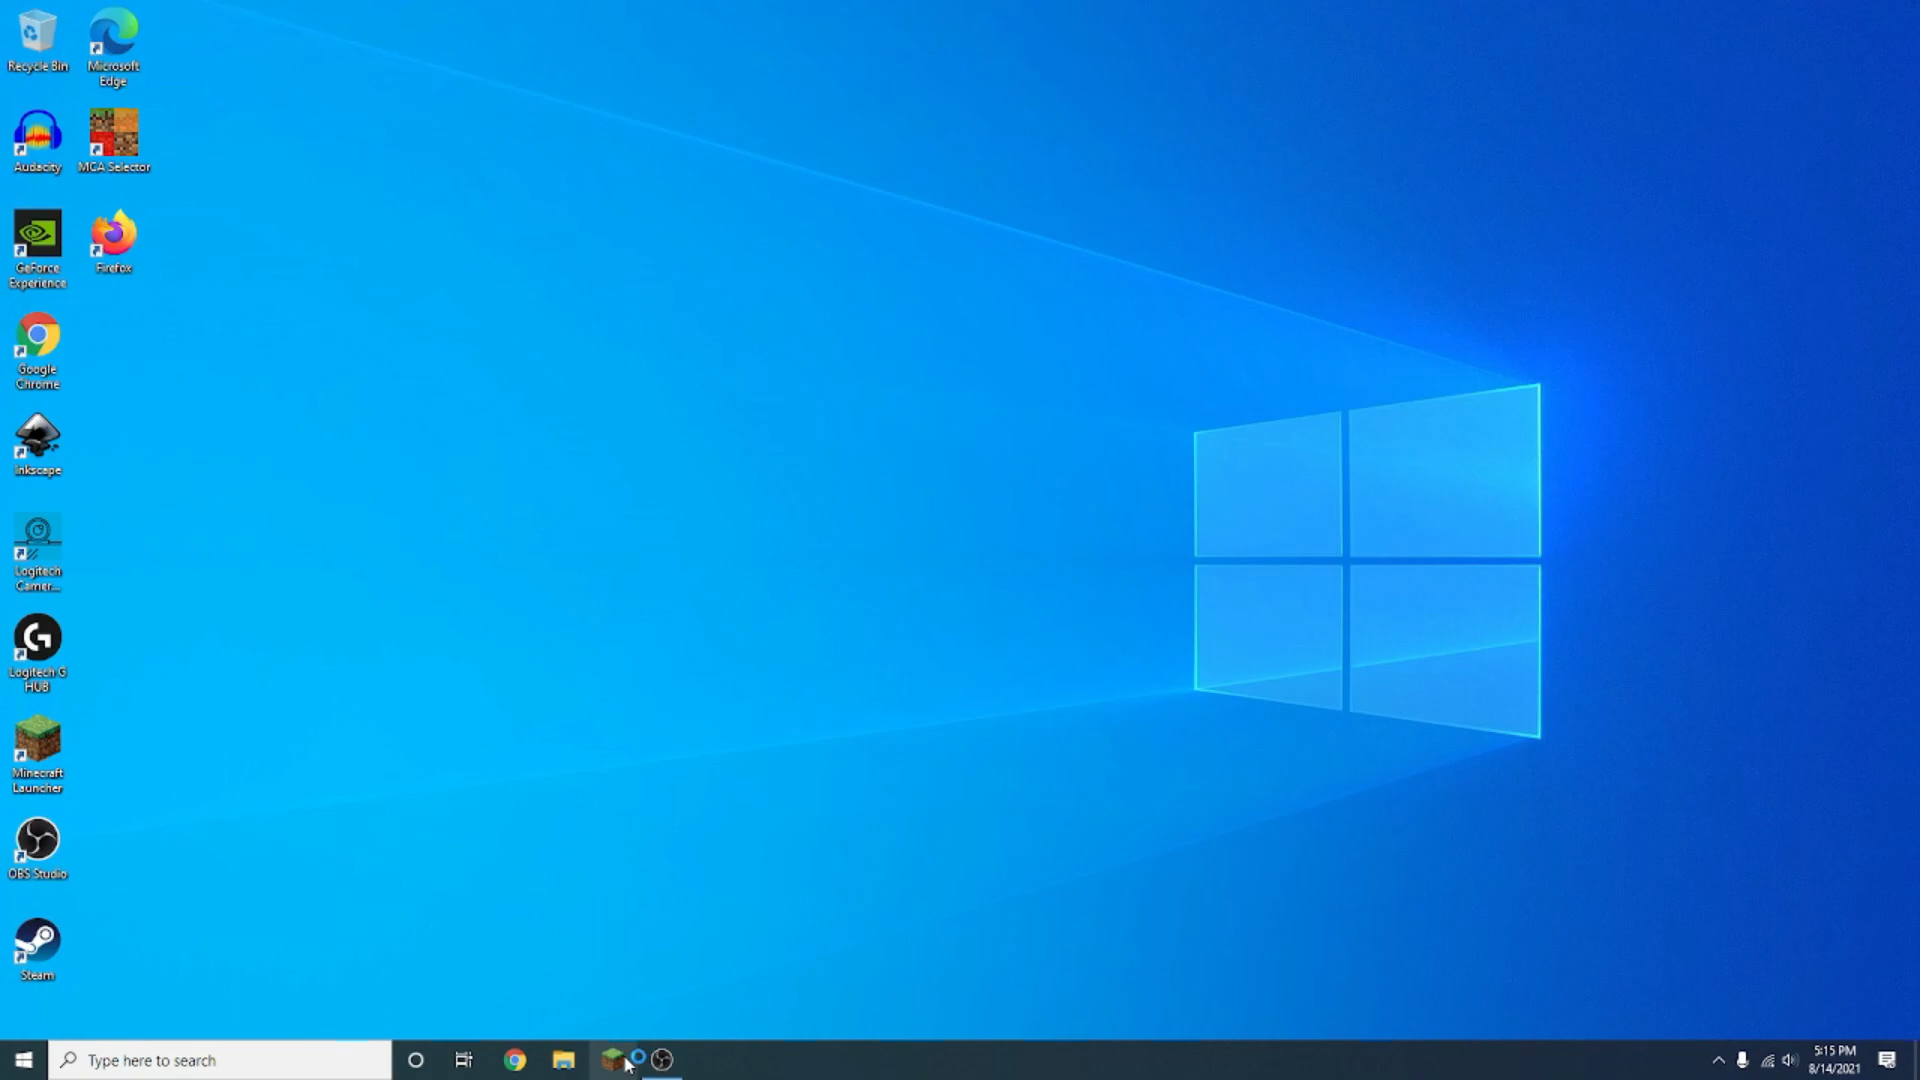 Recycle Bin
Microsoft
Edge
Audacity
MCA Selector
GeForce
Experience
Firefox
Google
Chrome
Inkscape
Logitech
Camer...
Logitech G
HUB
Minecraft
Launcher
OBS Studio
Steam
Type here to search
5:15 PM
8/14/2021